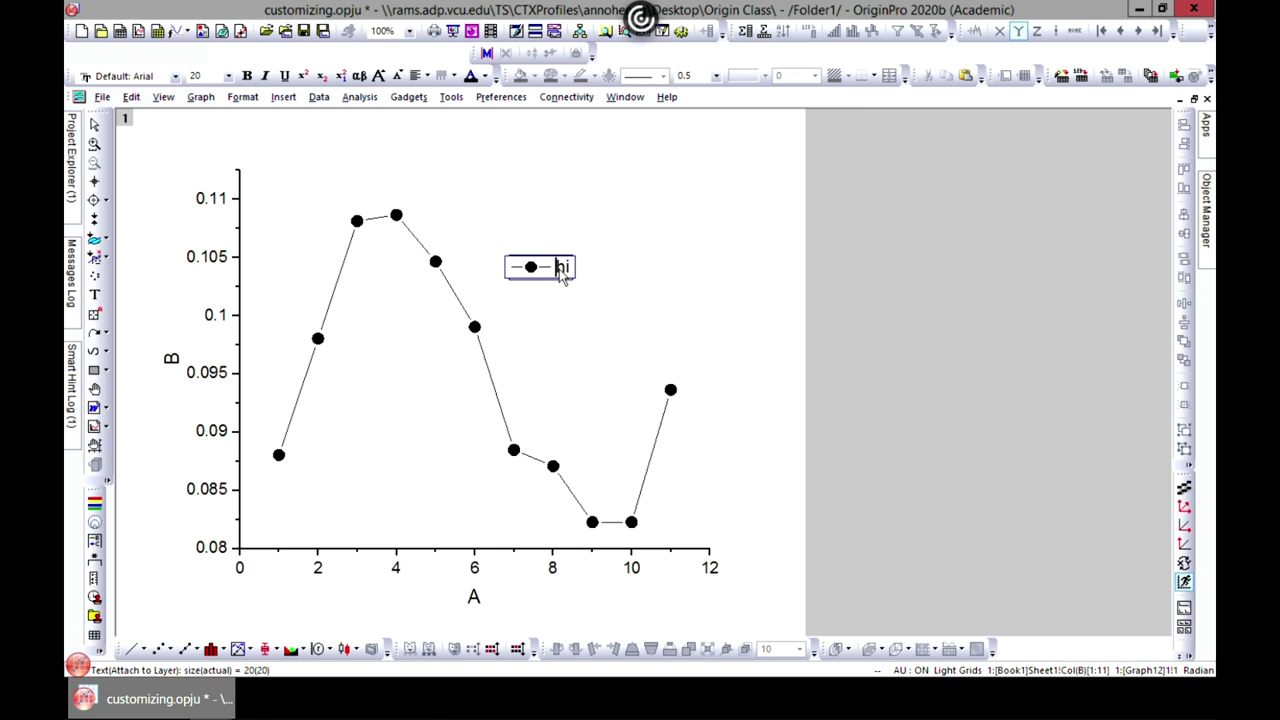 customizing.opju * - \\rams.adp.vcu.edu\TS\CTXProfiles\annohe Desktop\Origin Class\ - /Folder1/ - OriginPro 2020b (Academic)
100%
Default: Arial 20 B I U 0.5 0
File Edit View Graph Format Insert Data Analysis Gadgets Tools Preferences Connectivity Window Help
1
Project Explorer (1)
Messages Log
Smart Hint Log (1)
Apps
Object Manager
0.11
0.105
0.1
0.095
0.09
0.085
0.08
B
hi
0 2 4 6 8 10 12
A
10
Text(Attach to Layer): size(actual) = 20(20)
-- AU : ON Light Grids 1:[Book1]Sheet1!Col(B)[1:11] 1:[Graph12]1!1 Radian
customizing.opju * - \...